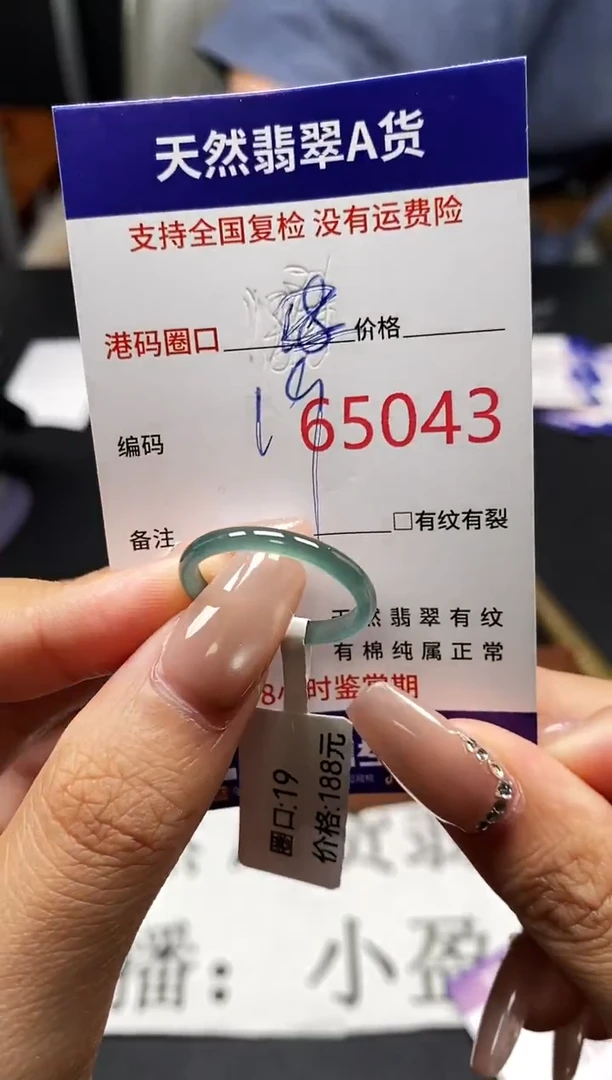 天然翡翠A货
支持全国复检 没有运费险
港码圈口 价格
19
编码 65043
备注 □有纹有裂
天然翡翠有纹
有棉纯属正常
8小时鉴赏期
圈口:19
价格:188元
播：小盈